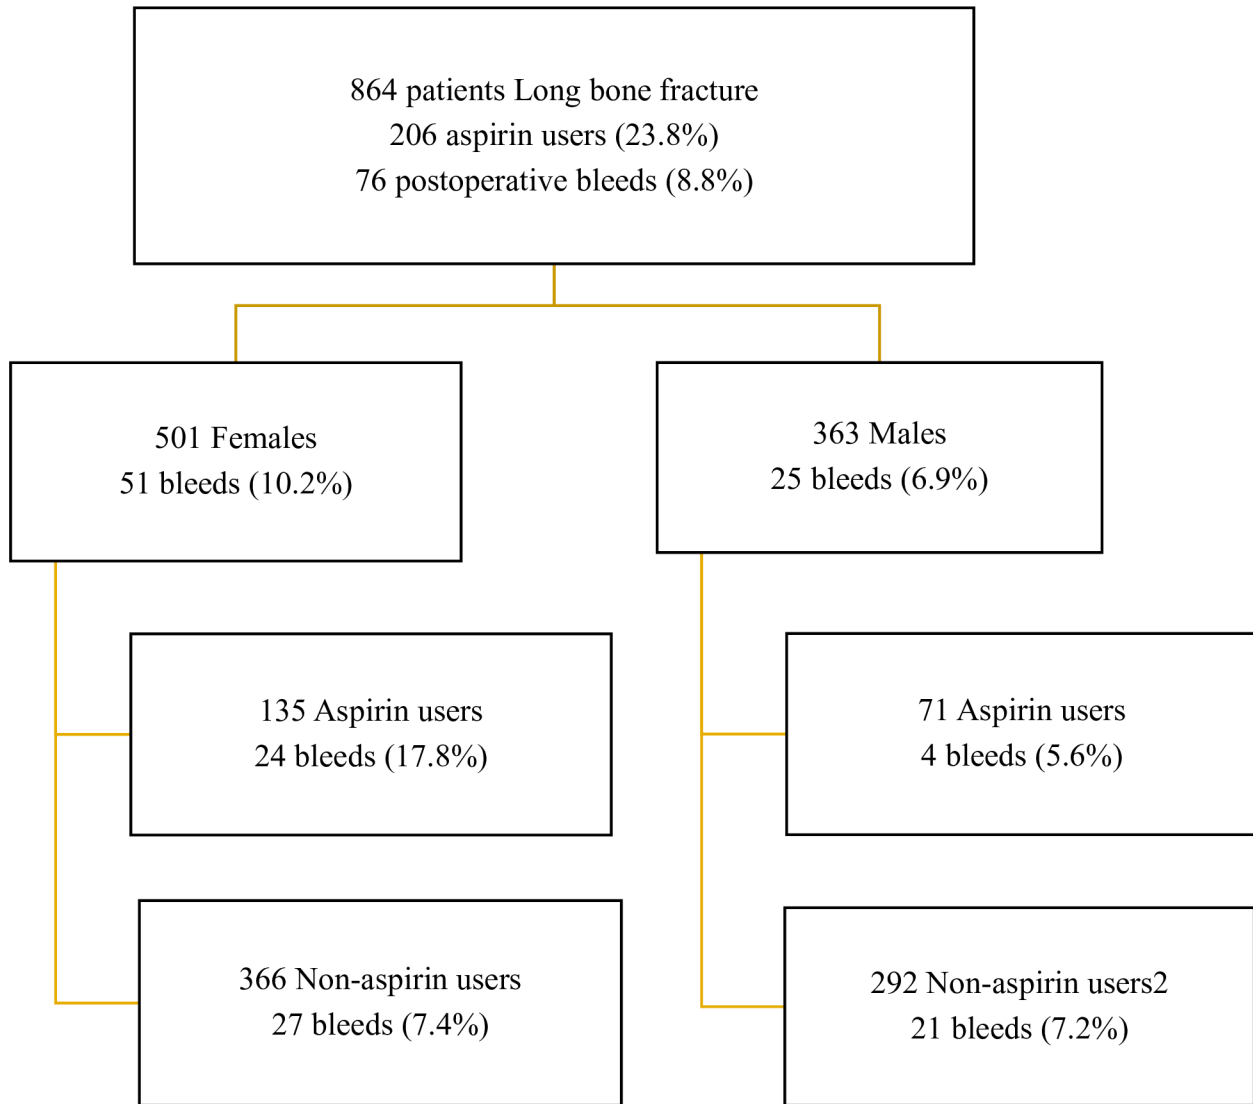 864 patients Long bone fracture
206 aspirin users (23.8%)
76 postoperative bleeds (8.8%)
501 Females
51 bleeds (10.2%)
363 Males
25 bleeds (6.9%)
135 Aspirin users
24 bleeds (17.8%)
71 Aspirin users
4 bleeds (5.6%)
366 Non-aspirin users
27 bleeds (7.4%)
292 Non-aspirin users2
21 bleeds (7.2%)